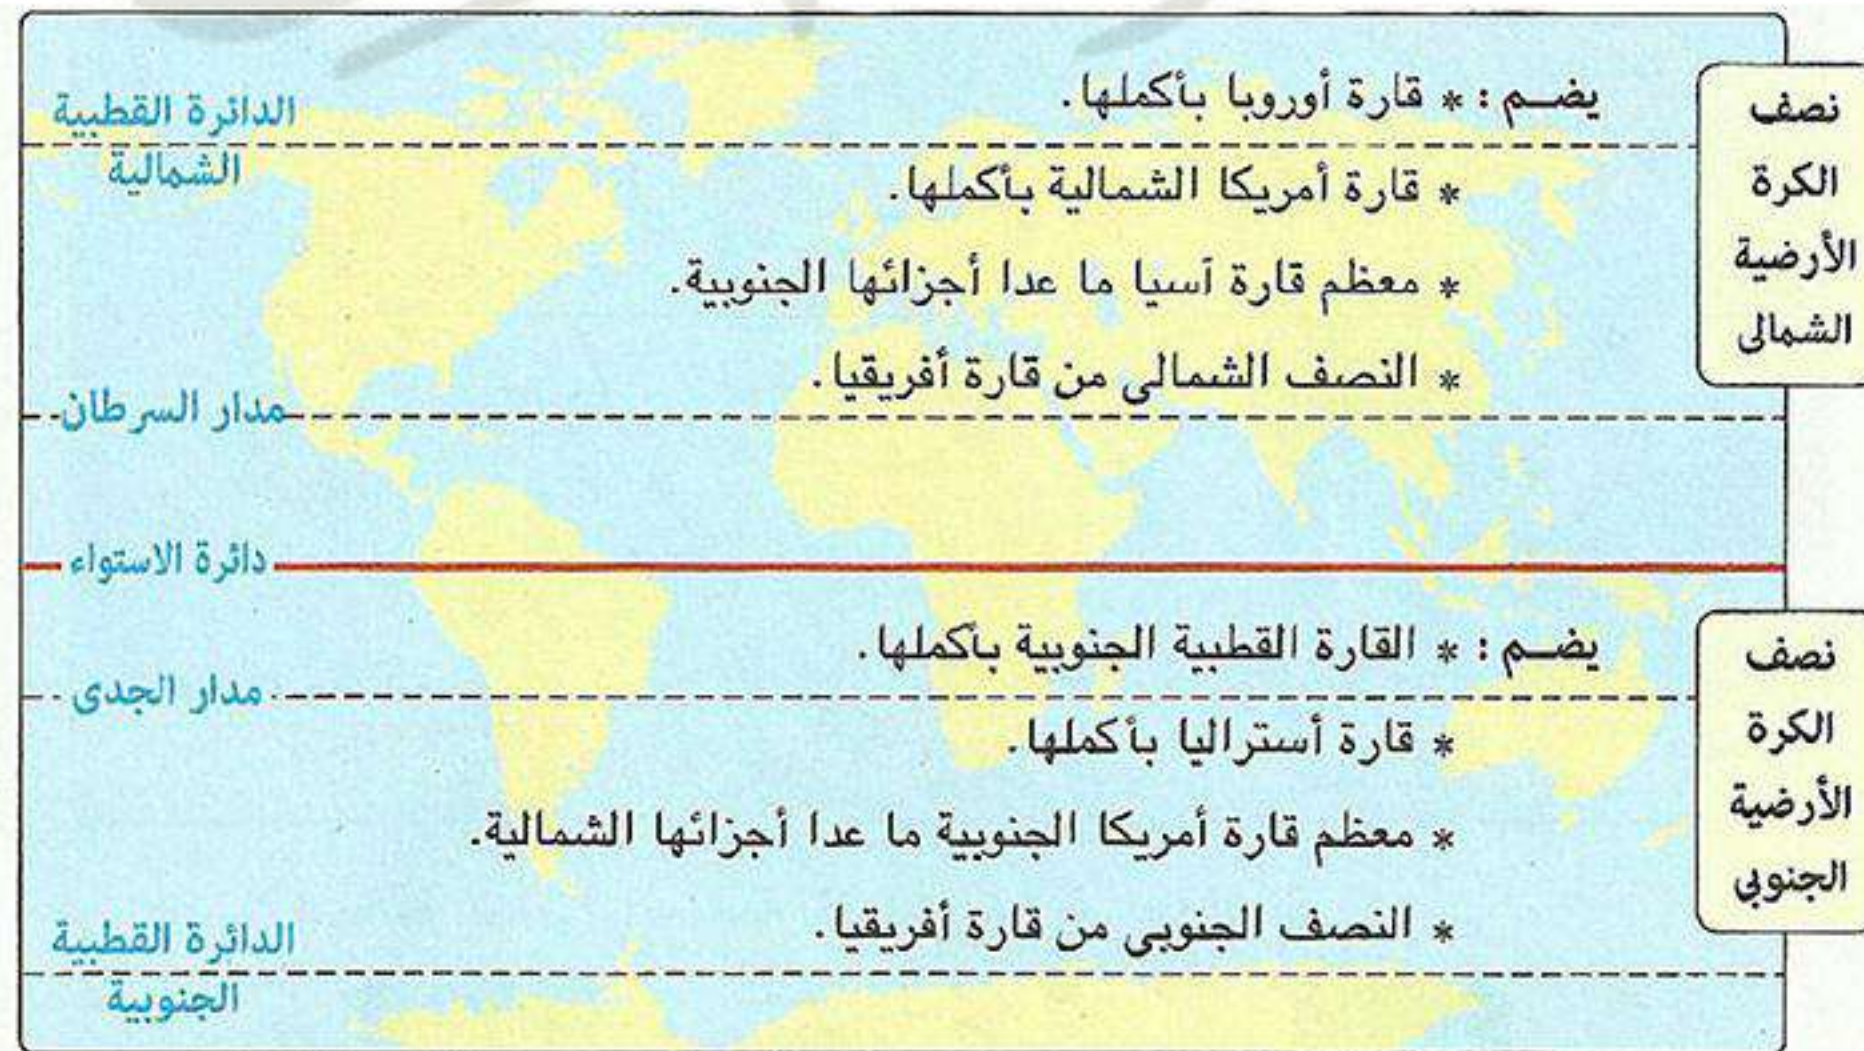 نصف
الكرة
الأرضية
الشمالى
يضم : * قارة أوروبا بأكملها.
* قارة أمريكا الشمالية بأكملها.
* معظم قارة آسيا ما عدا أجزائها الجنوبية.
* النصف الشمالى من قارة أفريقيا.
الدائرة القطبية
الشمالية
مدار السرطان
دائرة الاستواء
نصف
الكرة
الأرضية
الجنوبى
يضم : * القارة القطبية الجنوبية بأكملها.
* قارة أستراليا بأكملها.
* معظم قارة أمريكا الجنوبية ما عدا أجزائها الشمالية.
* النصف الجنوبى من قارة أفريقيا.
مدار الجدى
الدائرة القطبية
الجنوبية